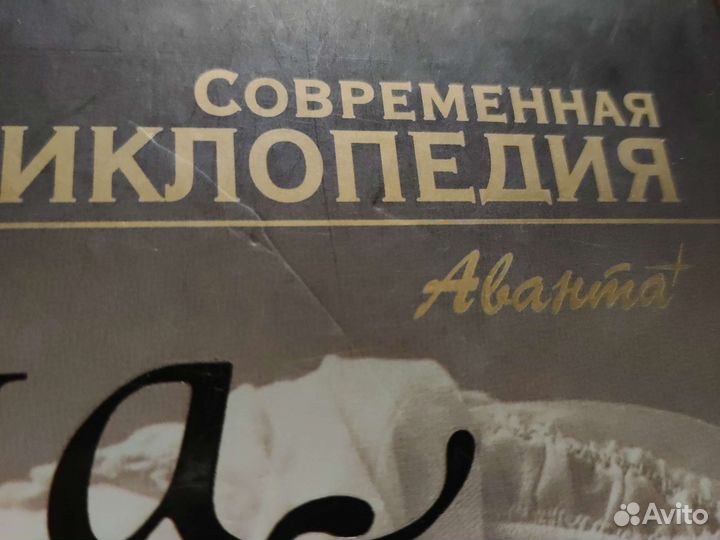 Современная
иклопедия
Аванта+
а
Avito